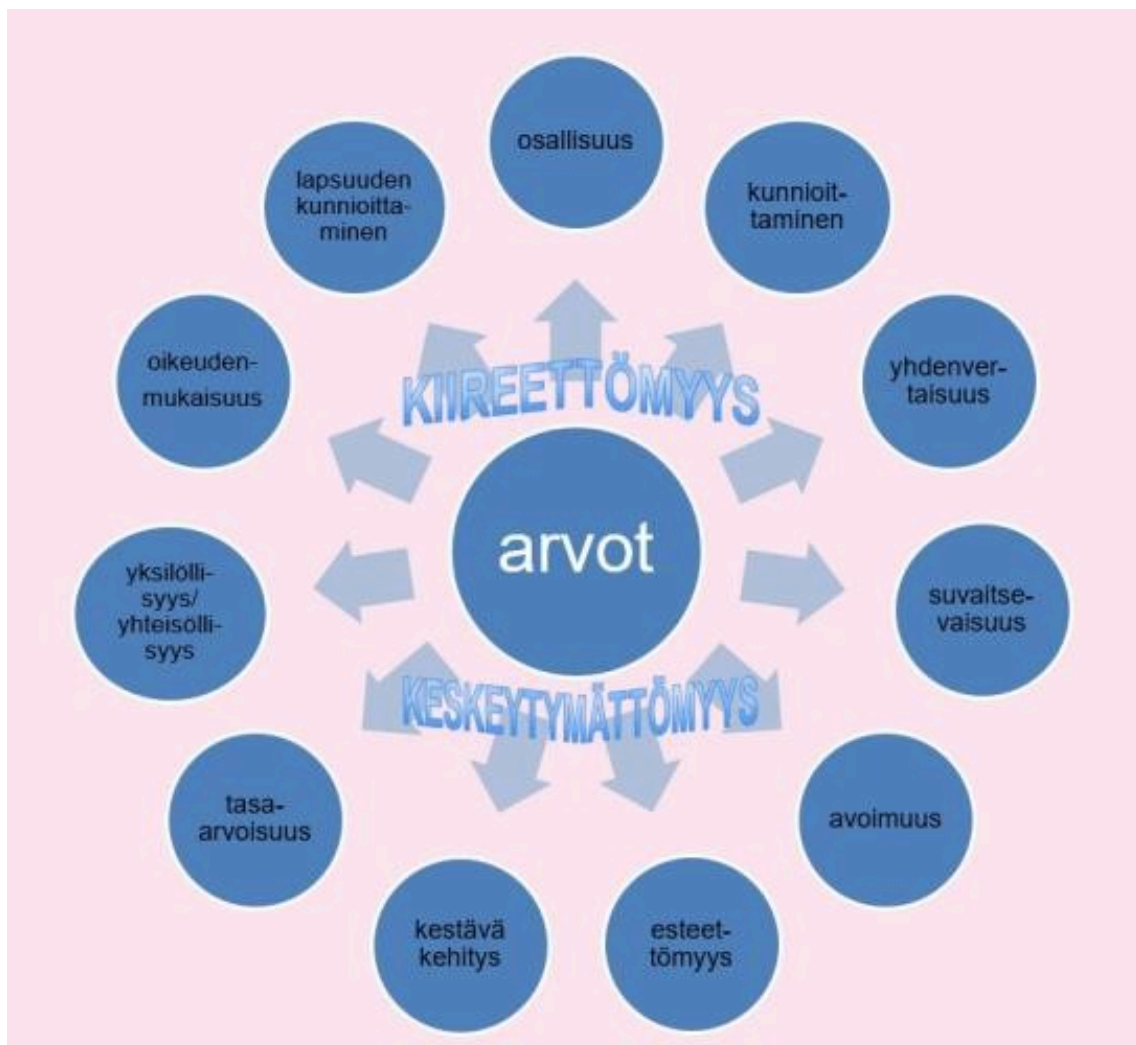 osallisuus
kunnioit-
taminen
yhdenver-
taisuus
suvaitse-
vaisuus
avoimuus
esteet-
tömyys
kestävä
kehitys
tasa-
arvoisuus
yksilölli-
syys/
yhteisölli-
syys
oikeuden-
mukaisuus
lapsuuden
kunnioitta-
minen
KIIREETTÖMYYS
arvot
KESKEYTYMÄTTÖMYYS